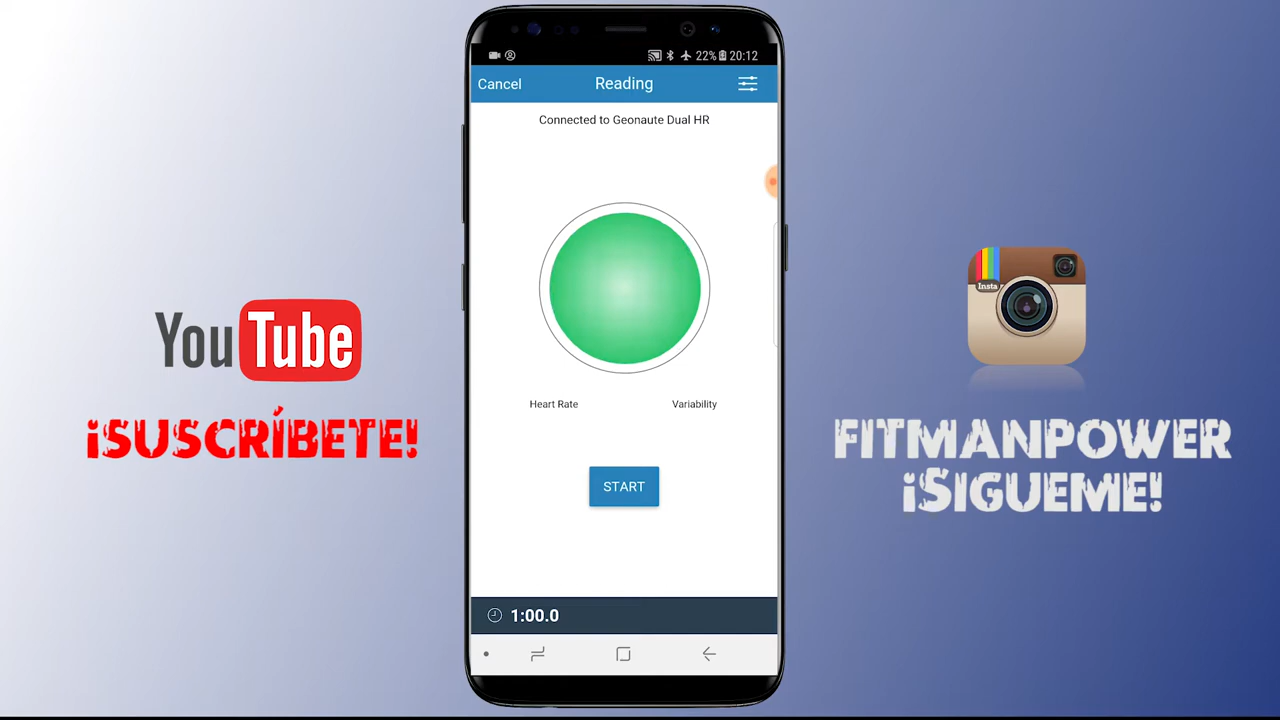 22% 20:12
Cancel Reading
Connected to Geonaute Dual HR
Heart Rate Variability
START
1:00.0
YouTube
¡SUSCRÍBETE!
Insta
FITMANPOWER
¡SIGUEME!